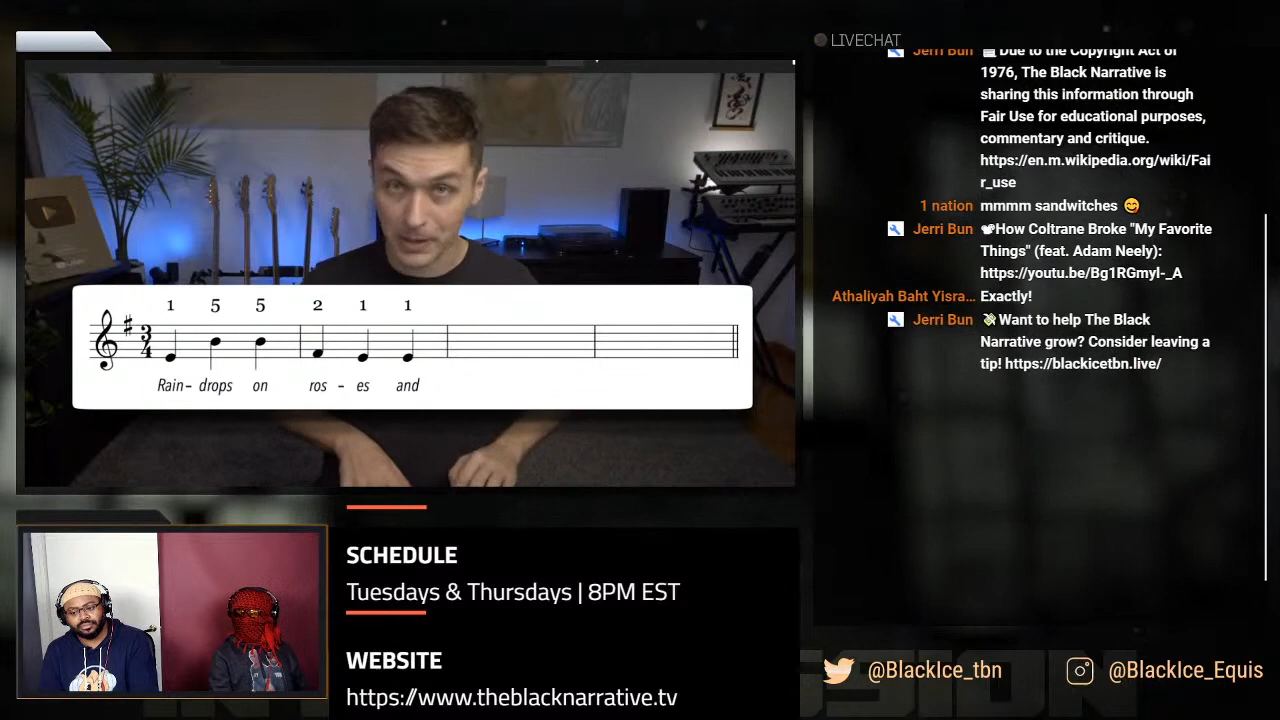 LIVECHAT
Jerri Bun Due to the Copyright Act of
1976, The Black Narrative is
sharing this information through
Fair Use for educational purposes,
commentary and critique.
https://en.m.wikipedia.org/wiki/Fai
r_use
1 nation mmmm sandwitches 😊
Jerri Bun 📽How Coltrane Broke "My Favorite
Things" (feat. Adam Neely):
https://youtu.be/Bg1RGmyl-_A
Athaliyah Baht Yisra... Exactly!
Jerri Bun 💸Want to help The Black
Narrative grow? Consider leaving a
tip! https://blackicetbn.live/
1 5 5 2 1 1
3
4
Rain- drops on ros - es and
SCHEDULE
Tuesdays & Thursdays | 8PM EST
WEBSITE
https://www.theblacknarrative.tv
@BlackIce_tbn @BlackIce_Equis